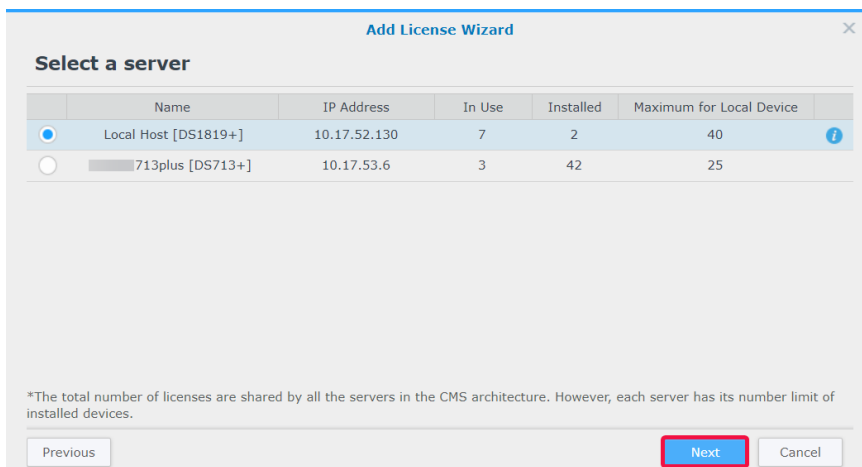 Add License Wizard
Select a server
Name IP Address In Use Installed Maximum for Local Device
Local Host [DS1819+] 10.17.52.130 7 2 40 i
713plus [DS713+] 10.17.53.6 3 42 25
*The total number of licenses are shared by all the servers in the CMS architecture. However, each server has its number limit of
installed devices.
Previous Next Cancel